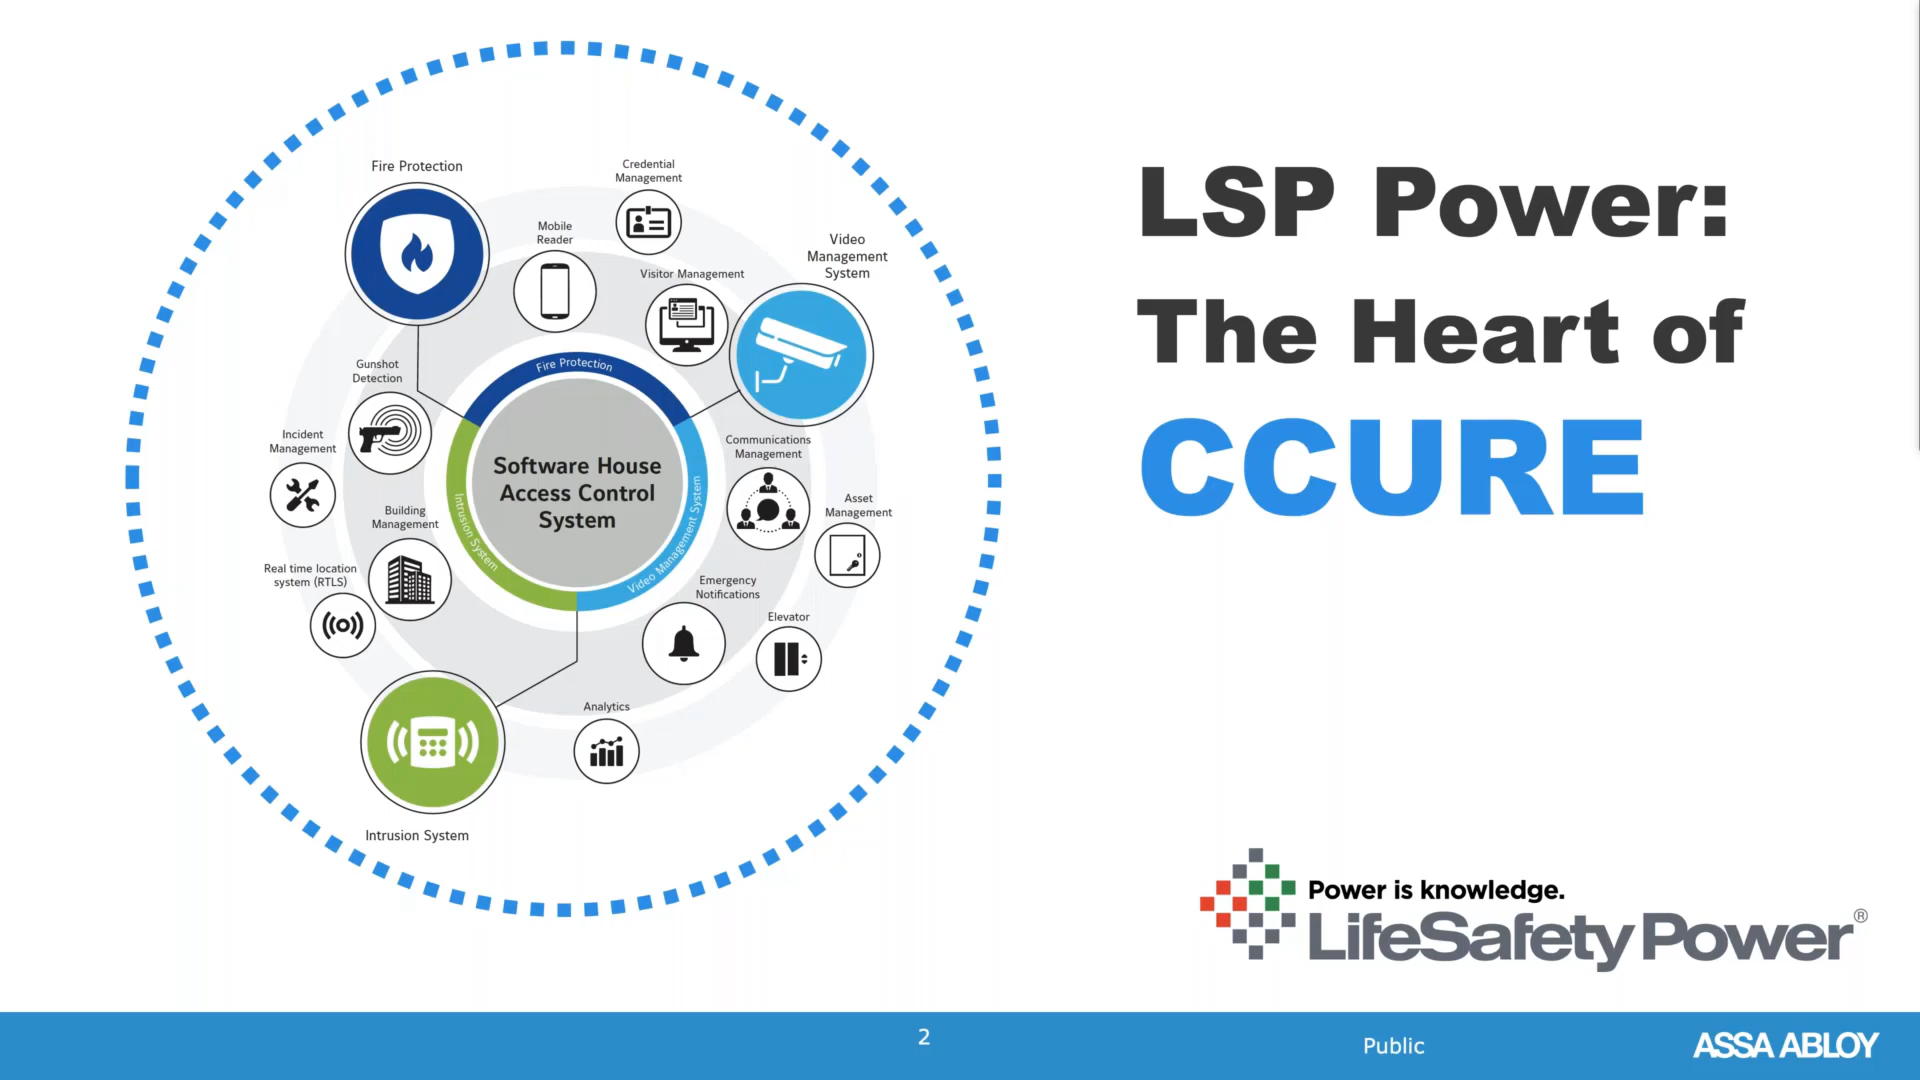 LSP Power:
The Heart of
CCURE
Fire Protection
Credential
Management
Mobile
Reader
Visitor Management
Video
Management
System
Fire Protection
Gunshot
Detection
Incident
Management
Communications
Management
Software House
Access Control
System
Intrusion System
Video Management System
Asset
Management
Building
Management
Real time location
system (RTLS)
Emergency
Notifications
Elevator
Analytics
Intrusion System
Power is knowledge.
LifeSafetyPower®
2
Public
ASSA ABLOY